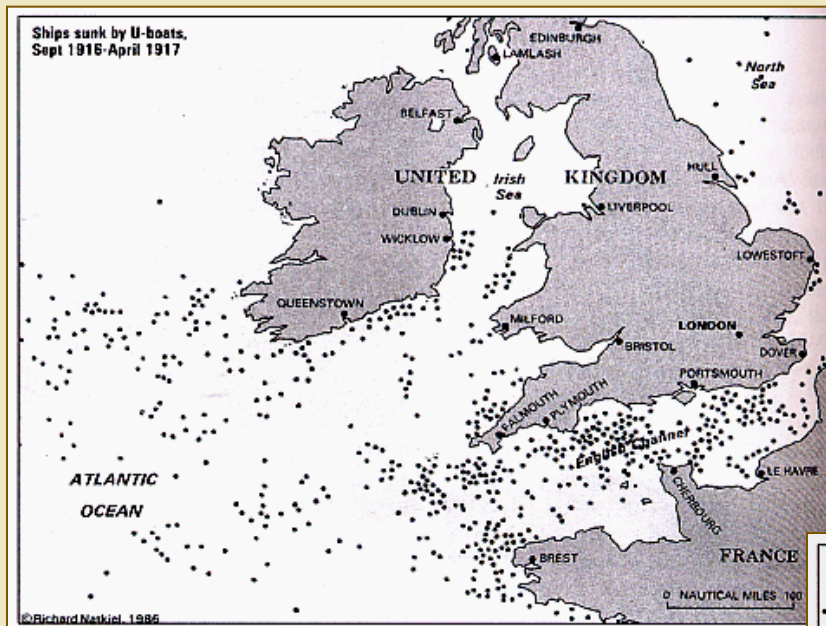 Ships sunk by U-boats,
Sept 1916-April 1917
EDINBURGH
LAMLASH
North
Sea
BELFAST
HULL
UNITED
Irish
Sea
KINGDOM
DUBLIN
LIVERPOOL
WICKLOW
LOWESTOFT
QUEENSTOWN
MILFORD
LONDON
BRISTOL
DOVER
PORTSMOUTH
FALMOUTH
PLYMOUTH
English Channel
ATLANTIC
OCEAN
LE HAVRE
CHERBOURG
BREST
FRANCE
0 NAUTICAL MILES 100
©Richard Natkiel, 1986